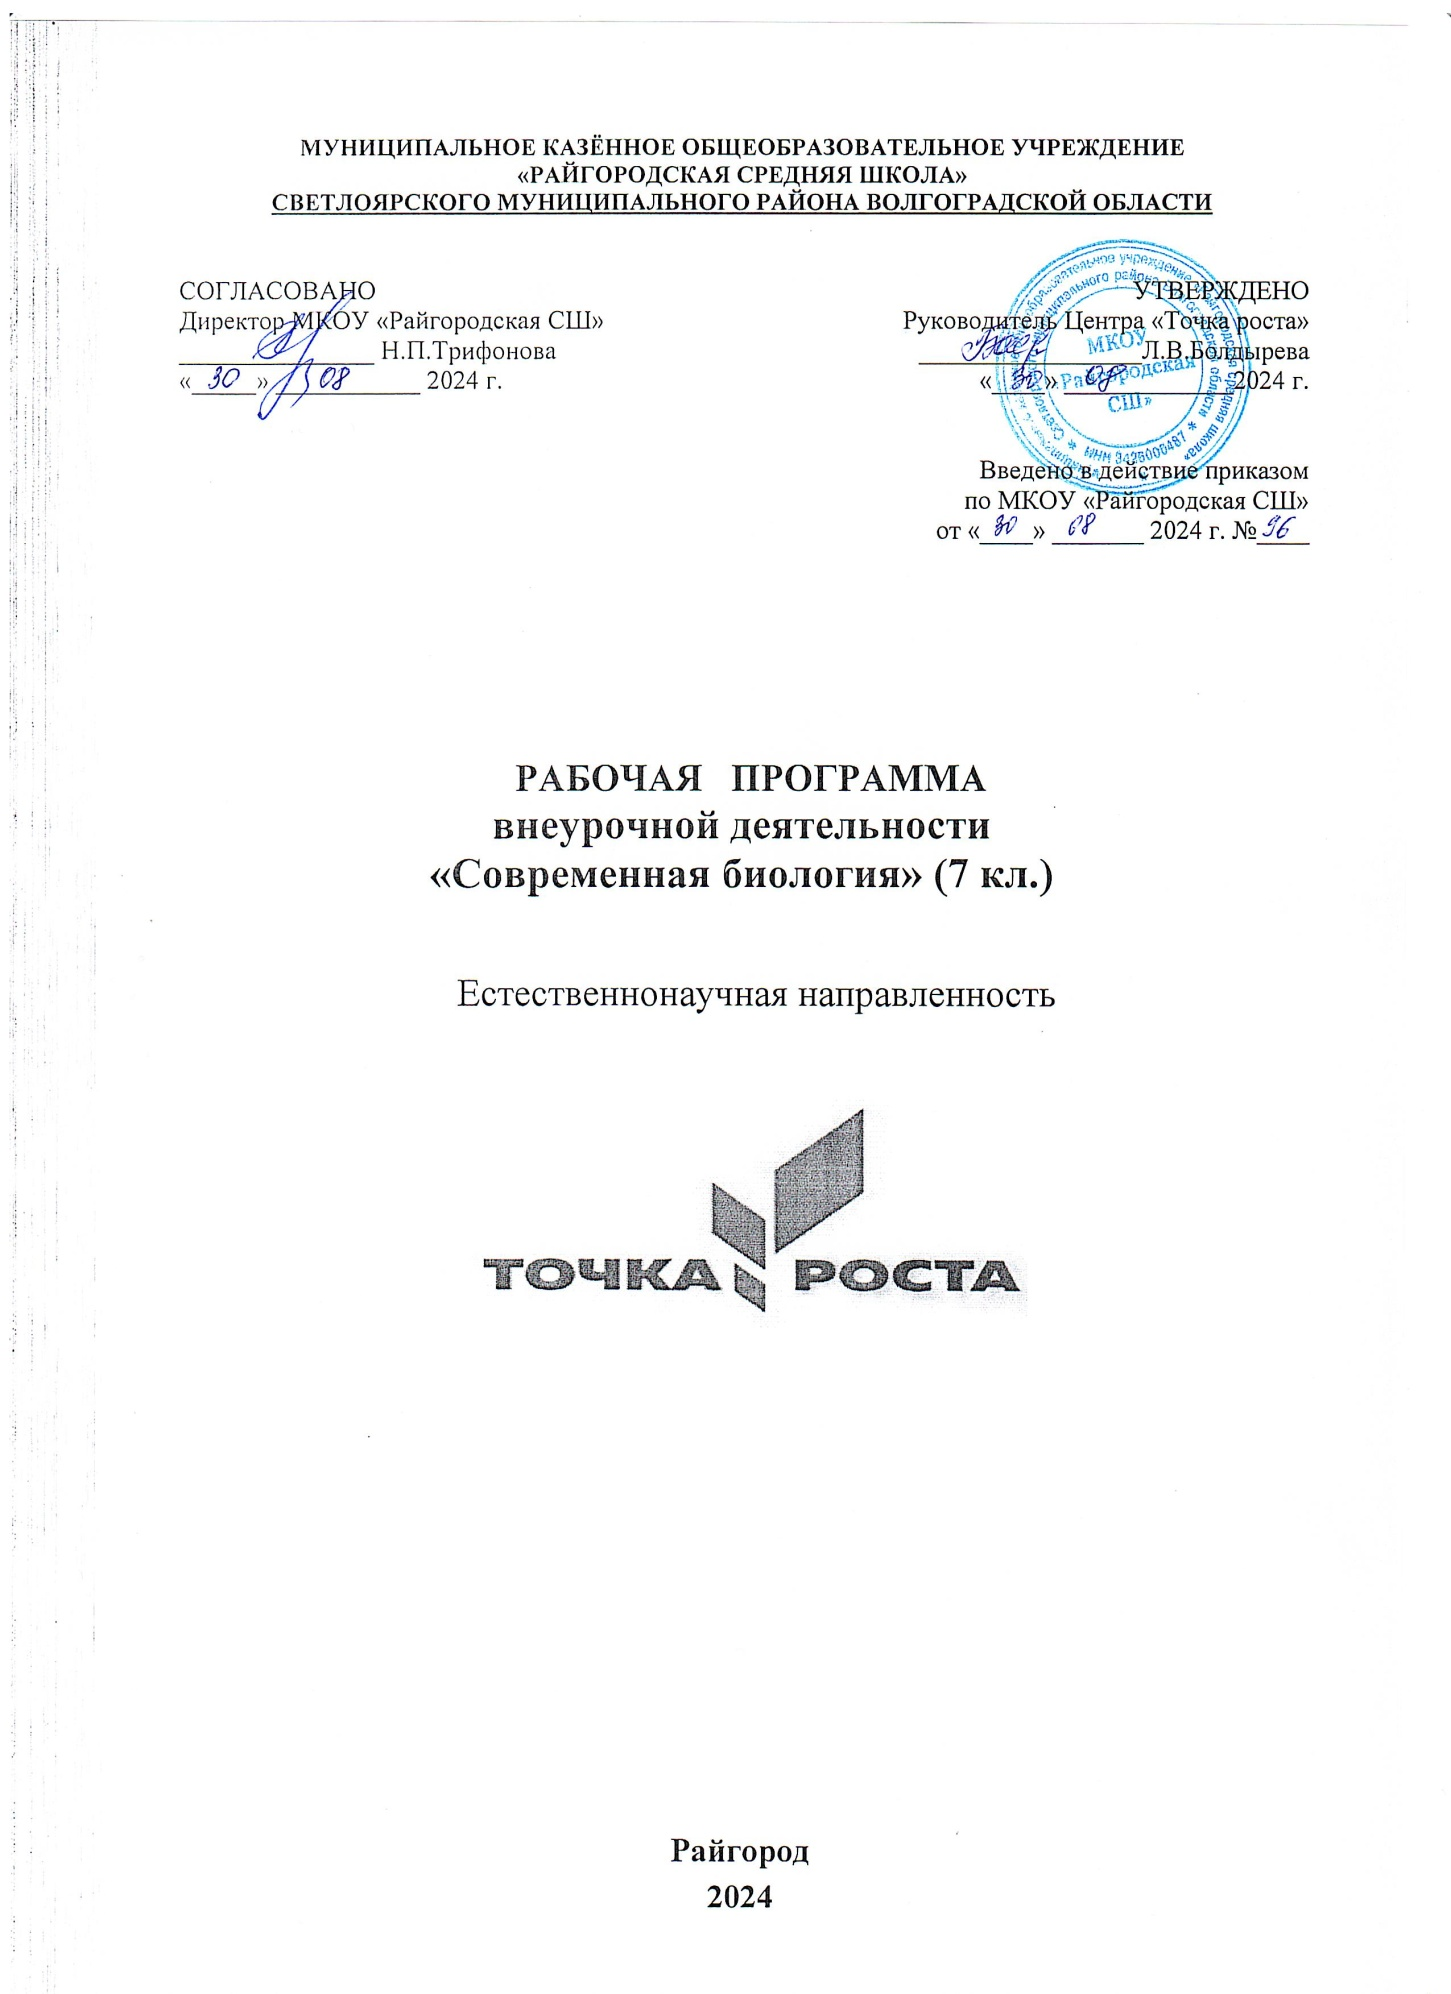 МУНИЦИПАЛЬНОЕ КАЗЁННОЕ ОБЩЕОБРАЗОВАТЕЛЬНОЕ УЧРЕЖДЕНИЕ
«РАЙГОРОДСКАЯ СРЕДНЯЯ ШКОЛА»
СВЕТЛОЯРСКОГО МУНИЦИПАЛЬНОГО РАЙОНА ВОЛГОГРАДСКОЙ ОБЛАСТИ
СОГЛАСОВАНО
Директор МКОУ «Райгородская СШ»
Н.П.Трифонова
«30» 08 2024 г.
УТВЕРЖДЕНО
Руководитель Центра «Точка роста»
Л.В.Болдырева
«30» 08 2024 г.
МКОУ
Райгородская
СШ»
Введено в действие приказом
по МКОУ «Райгородская СШ»
от «30» 08 2024 г. №96
РАБОЧАЯ ПРОГРАММА
внеурочной деятельности
«Современная биология» (7 кл.)
Естественнонаучная направленность
ТОЧКА РОСТА
Райгород
2024